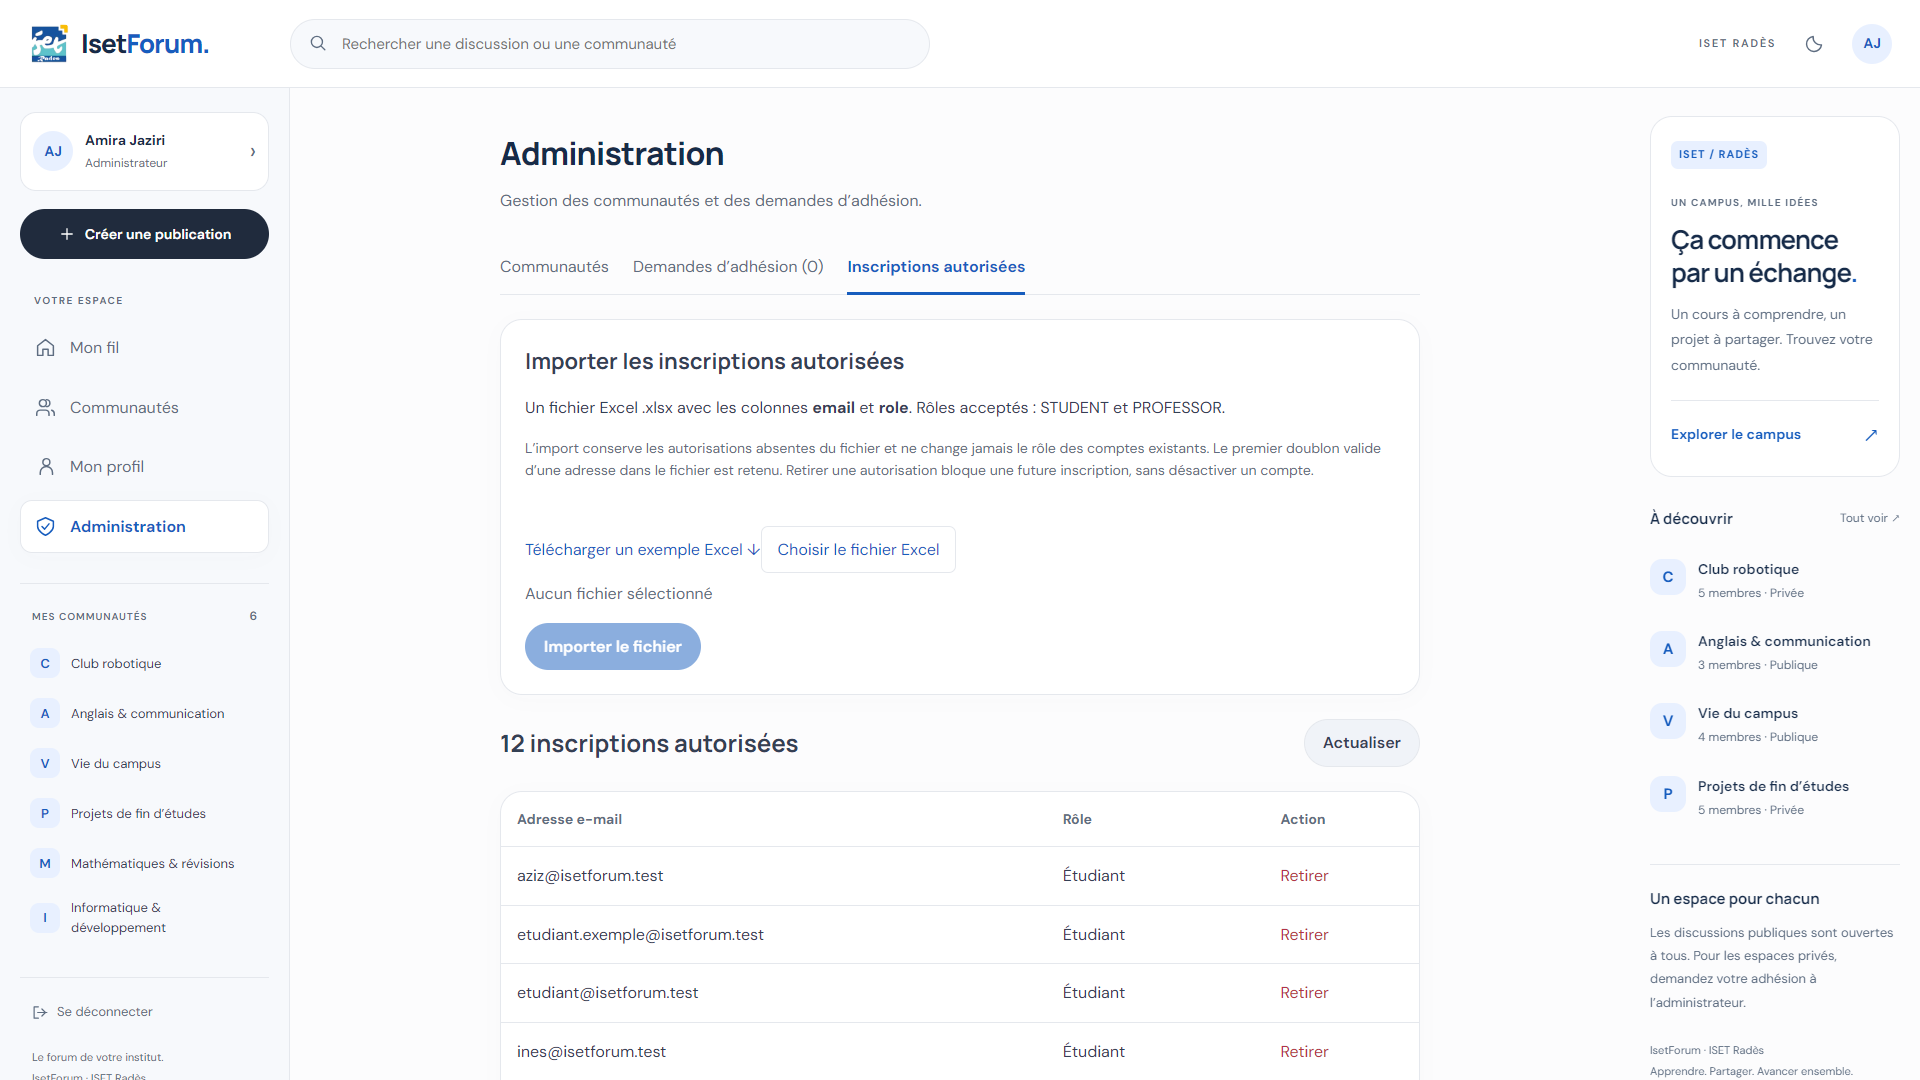 IsetForum.
Rechercher une discussion ou une communauté
ISET RADÈS
AJ
AJ
Amira Jaziri
Administrateur
Créer une publication
VOTRE ESPACE
Mon fil
Communautés
Mon profil
Administration
MES COMMUNAUTÉS 6
C Club robotique
A Anglais & communication
V Vie du campus
P Projets de fin d’études
M Mathématiques & révisions
I Informatique &
développement
Se déconnecter
Le forum de votre institut.
IsetForum · ISET Radès
Administration
Gestion des communautés et des demandes d’adhésion.
Communautés Demandes d’adhésion (0) Inscriptions autorisées
Importer les inscriptions autorisées
Un fichier Excel .xlsx avec les colonnes email et role. Rôles acceptés : STUDENT et PROFESSOR.
L’import conserve les autorisations absentes du fichier et ne change jamais le rôle des comptes existants. Le premier doublon valide
d’une adresse dans le fichier est retenu. Retirer une autorisation bloque une future inscription, sans désactiver un compte.
Télécharger un exemple Excel ↓ Choisir le fichier Excel
Aucun fichier sélectionné
Importer le fichier
12 inscriptions autorisées Actualiser
Adresse e-mail Rôle Action
aziz@isetforum.test Étudiant Retirer
etudiant.exemple@isetforum.test Étudiant Retirer
etudiant@isetforum.test Étudiant Retirer
ines@isetforum.test Étudiant Retirer
ISET / RADÈS
UN CAMPUS, MILLE IDÉES
Ça commence
par un échange.
Un cours à comprendre, un
projet à partager. Trouvez votre
communauté.
Explorer le campus ↗
À découvrir Tout voir ↗
C Club robotique
5 membres · Privée
A Anglais & communication
3 membres · Publique
V Vie du campus
4 membres · Publique
P Projets de fin d’études
5 membres · Privée
Un espace pour chacun
Les discussions publiques sont ouvertes
à tous. Pour les espaces privés,
demandez votre adhésion à
l’administrateur.
IsetForum · ISET Radès
Apprendre. Partager. Avancer ensemble.